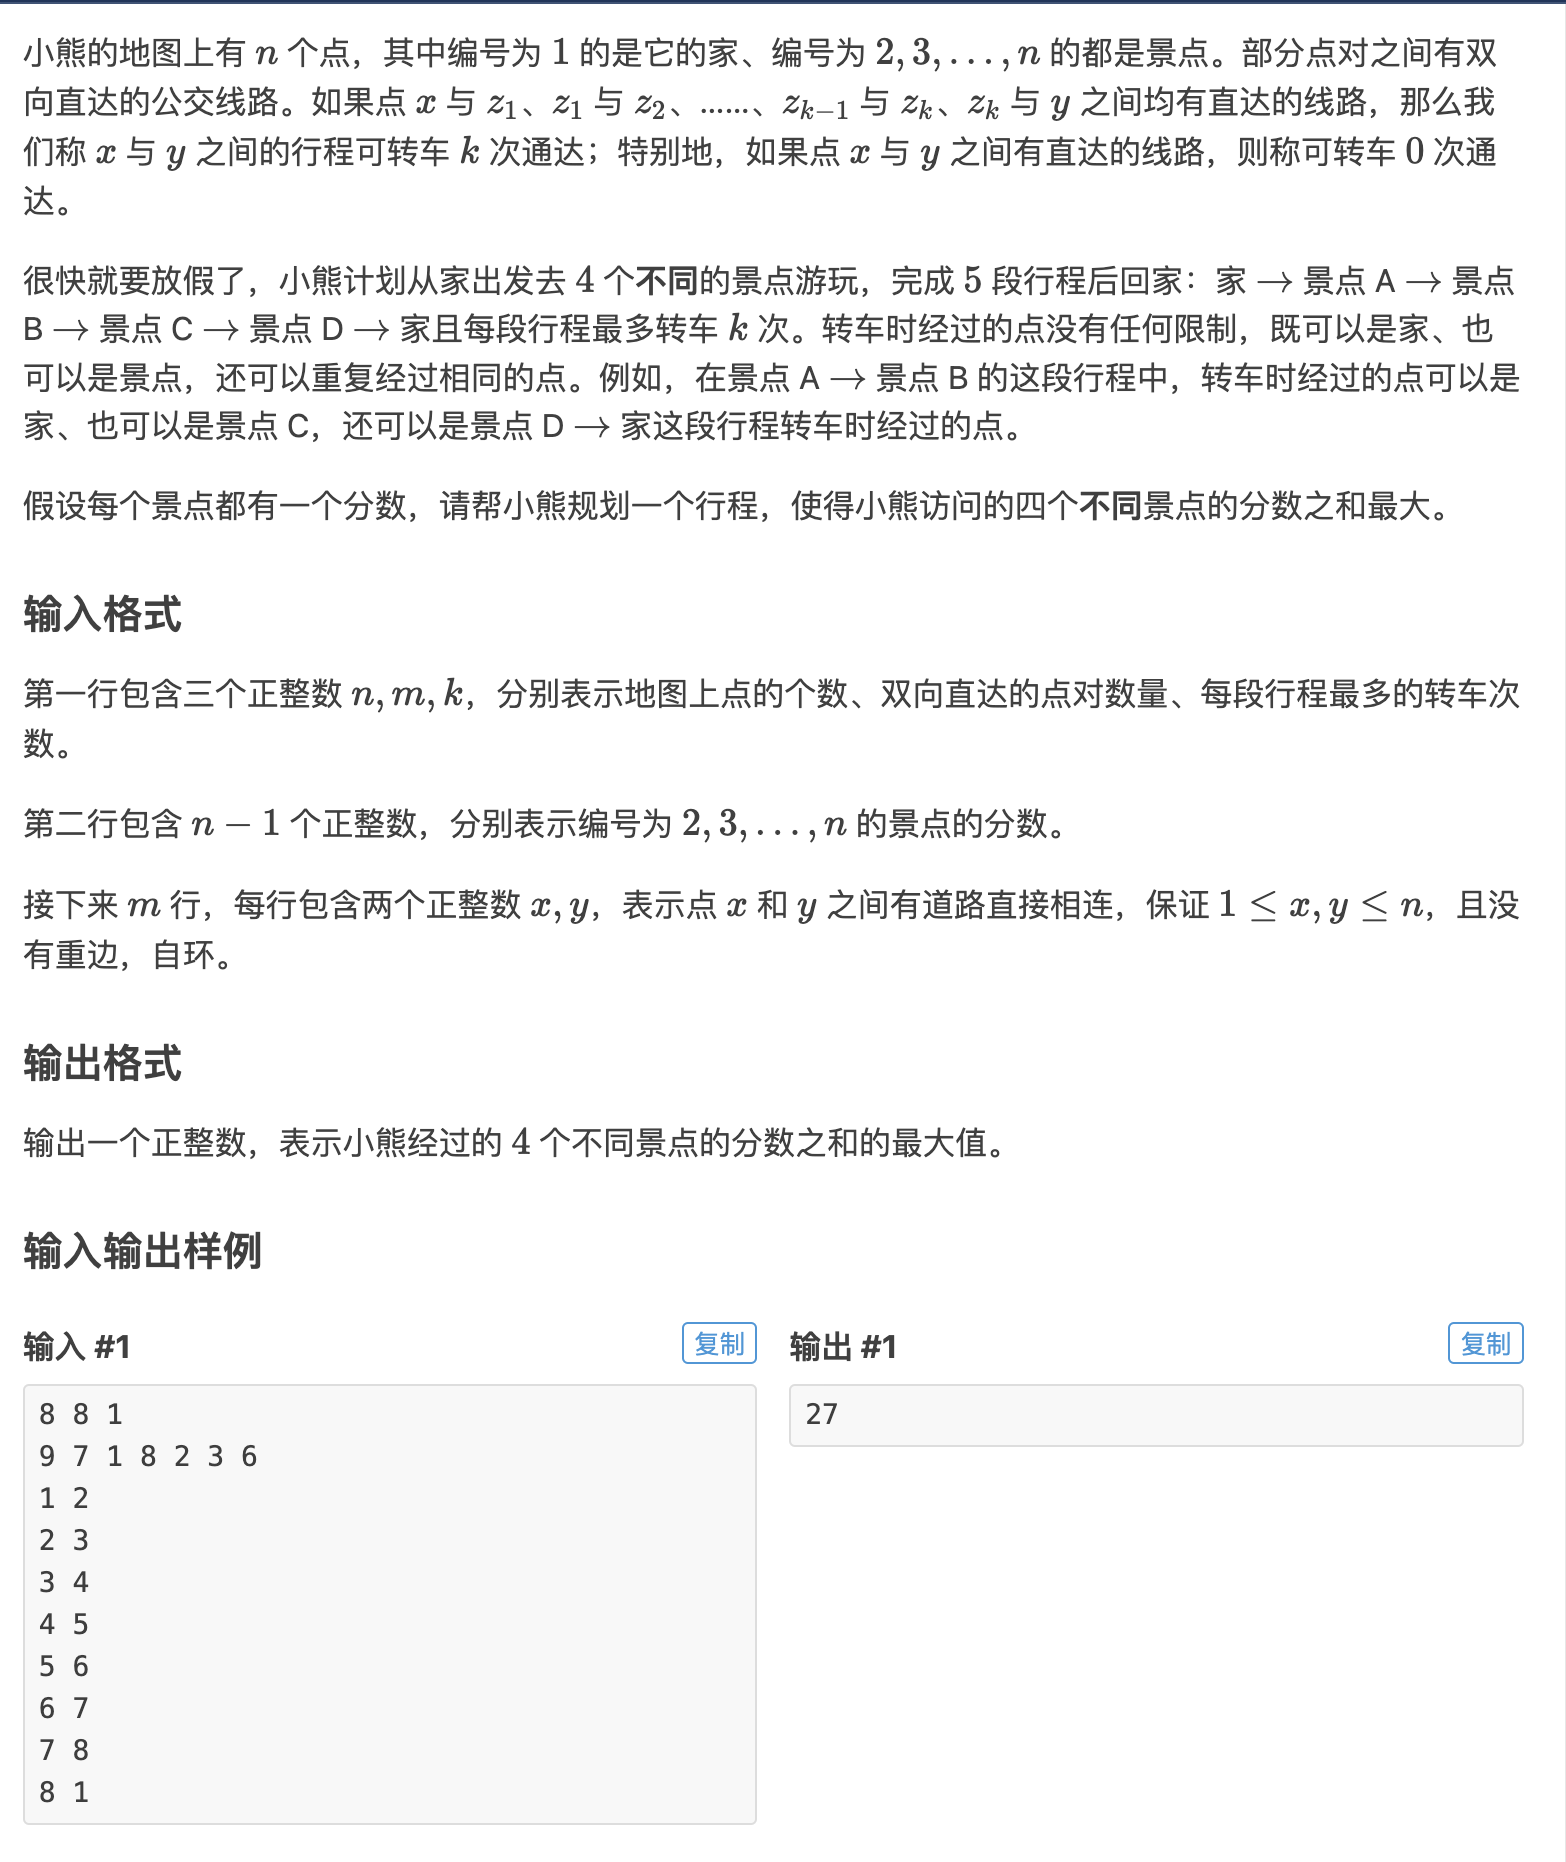 小熊的地图上有 n 个点，其中编号为 1 的是它的家、编号为 2, 3, . . . , n 的都是景点。部分点对之间有双
向直达的公交线路。如果点 x 与 z₁、z₁ 与 z₂、……、zₖ₋₁ 与 zₖ、zₖ 与 y 之间均有直达的线路，那么我
们称 x 与 y 之间的行程可转车 k 次通达；特别地，如果点 x 与 y 之间有直达的线路，则称可转车 0 次通
达。
很快就要放假了，小熊计划从家出发去 4 个不同的景点游玩，完成 5 段行程后回家：家 → 景点 A → 景点
B → 景点 C → 景点 D → 家且每段行程最多转车 k 次。转车时经过的点没有任何限制，既可以是家、也
可以是景点，还可以重复经过相同的点。例如，在景点 A → 景点 B 的这段行程中，转车时经过的点可以是
家、也可以是景点 C，还可以是景点 D → 家这段行程转车时经过的点。
假设每个景点都有一个分数，请帮小熊规划一个行程，使得小熊访问的四个不同景点的分数之和最大。
输入格式
第一行包含三个正整数 n, m, k，分别表示地图上点的个数、双向直达的点对数量、每段行程最多的转车次
数。
第二行包含 n − 1 个正整数，分别表示编号为 2, 3, . . . , n 的景点的分数。
接下来 m 行，每行包含两个正整数 x, y，表示点 x 和 y 之间有道路直接相连，保证 1 ≤ x, y ≤ n，且没
有重边，自环。
输出格式
输出一个正整数，表示小熊经过的 4 个不同景点的分数之和的最大值。
输入输出样例
输入 #1
复制
8 8 1
9 7 1 8 2 3 6
1 2
2 3
3 4
4 5
5 6
6 7
7 8
8 1
输出 #1
复制
27